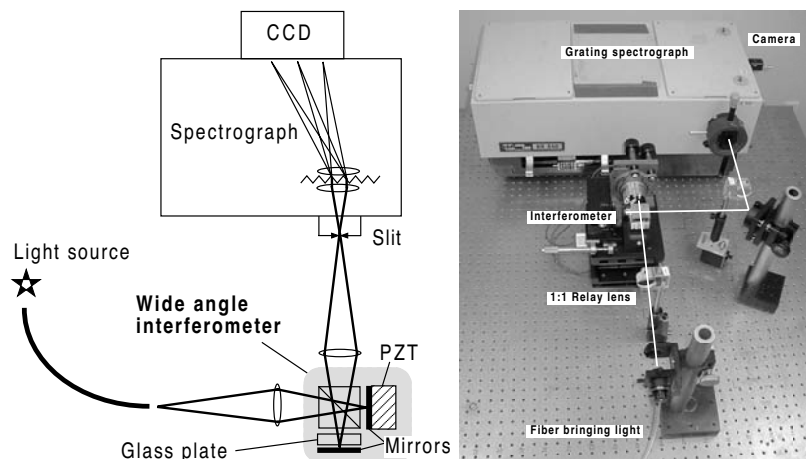 CCD
Spectrograph
Slit
Light source
Wide angle
interferometer
PZT
Glass plate
Mirrors
Grating spectrograph
Camera
Interferometer
1:1 Relay lens
Fiber bringing light